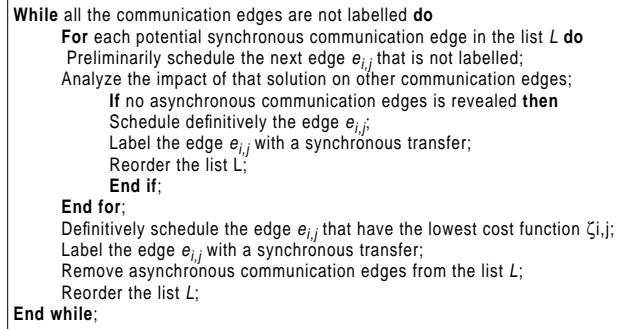 While all the communication edges are not labelled do
For each potential synchronous communication edge in the list L do
Preliminarily schedule the next edge ei,j that is not labelled;
Analyze the impact of that solution on other communication edges;
If no asynchronous communication edges is revealed then
Schedule definitively the edge ei,j;
Label the edge ei,j with a synchronous transfer;
Reorder the list L;
End if;
End for;
Definitively schedule the edge ei,j that have the lowest cost function ζi,j;
Label the edge ei,j with a synchronous transfer;
Remove asynchronous communication edges from the list L;
Reorder the list L;
End while;